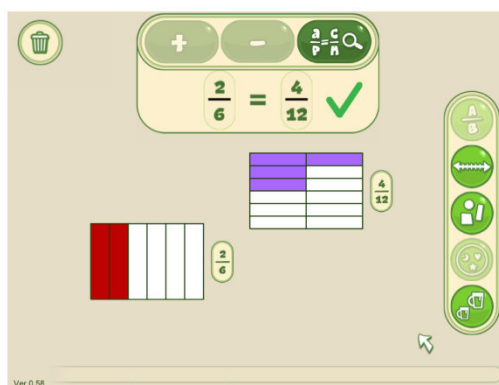 + − a/b=c/n
2/6 = 4/12
A/B
4/12
2/6
Ver 0.58